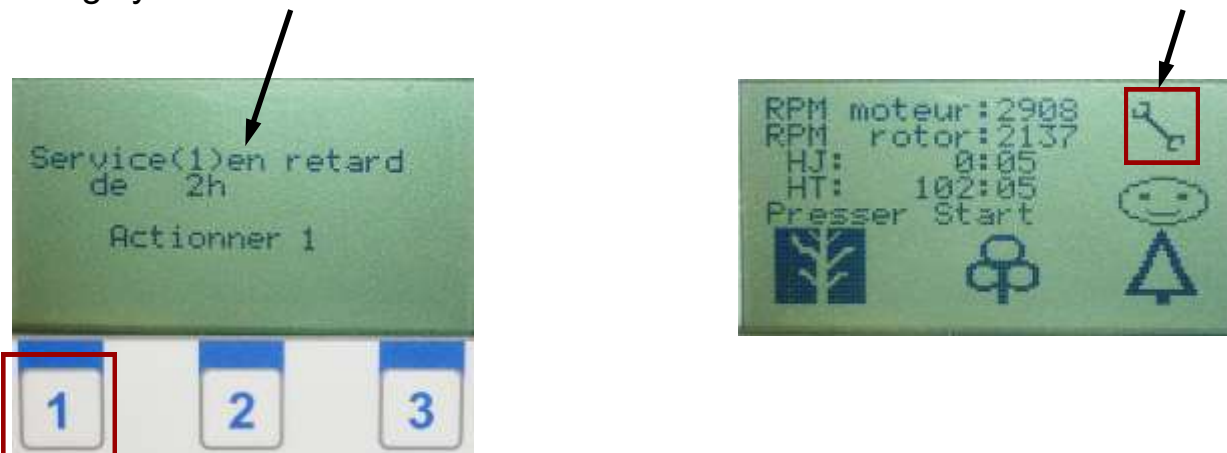 Service(1)en retard
de 2h
Actionner 1
1
2
3
RPM moteur:2908
RPM rotor:2137
HJ: 0:05
HT: 102:05
Presser Start